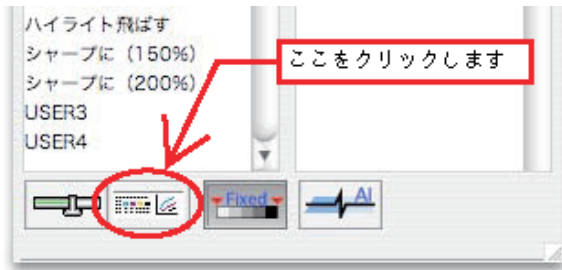 ハイライト飛ばす
シャープに（150%）
シャープに（200%）
USER3
USER4
ここをクリックします
Fixed
AI